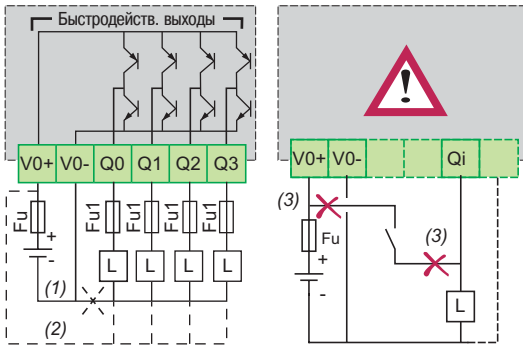 Быстродейств. выходы
V0+ V0- Q0 Q1 Q2 Q3
Fu Fu1 Fu1 Fu1 Fu1
+
-
L L L L
(1)
(2)
!
V0+ V0- Qi
(3)
Fu
(3)
+
-
L